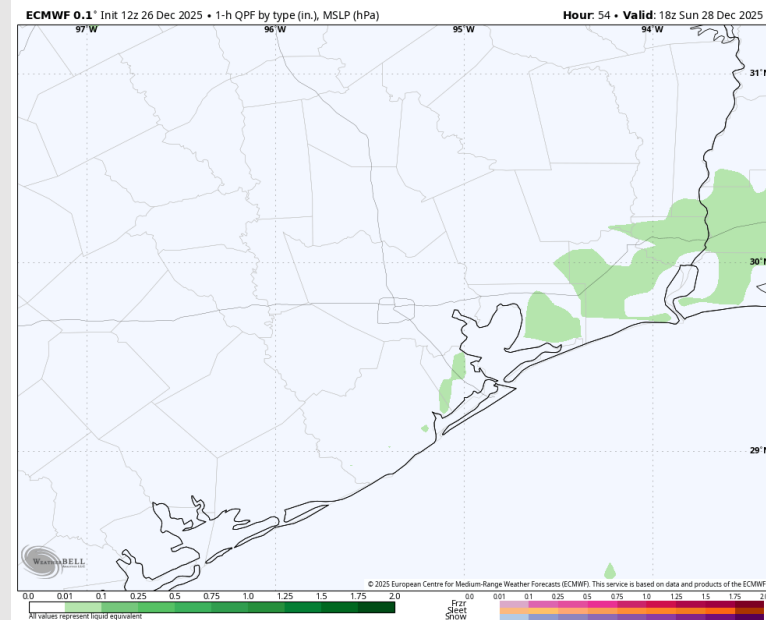 ECMWF 0.1° Init 12z 26 Dec 2025 • 1-h QPF by type (in.), MSLP (hPa) Hour: 54 • Valid: 18z Sun 28 Dec 2025
97°W 96°W 95°W 94°W
31°N
30°N
29°N
WEATHERBELL
© 2025 European Centre for Medium-Range Weather Forecasts (ECMWF). This service is based on data and products of the ECMWF
0.0 0.01 0.1 0.25 0.5 0.75 1.0 1.25 1.5 1.75 2.0 0.0 0.01 0.1 0.25 0.5 0.75 1.0 1.25 1.5 1.75 2.0
All values represent liquid equivalent
Frzr
Sleet
Snow